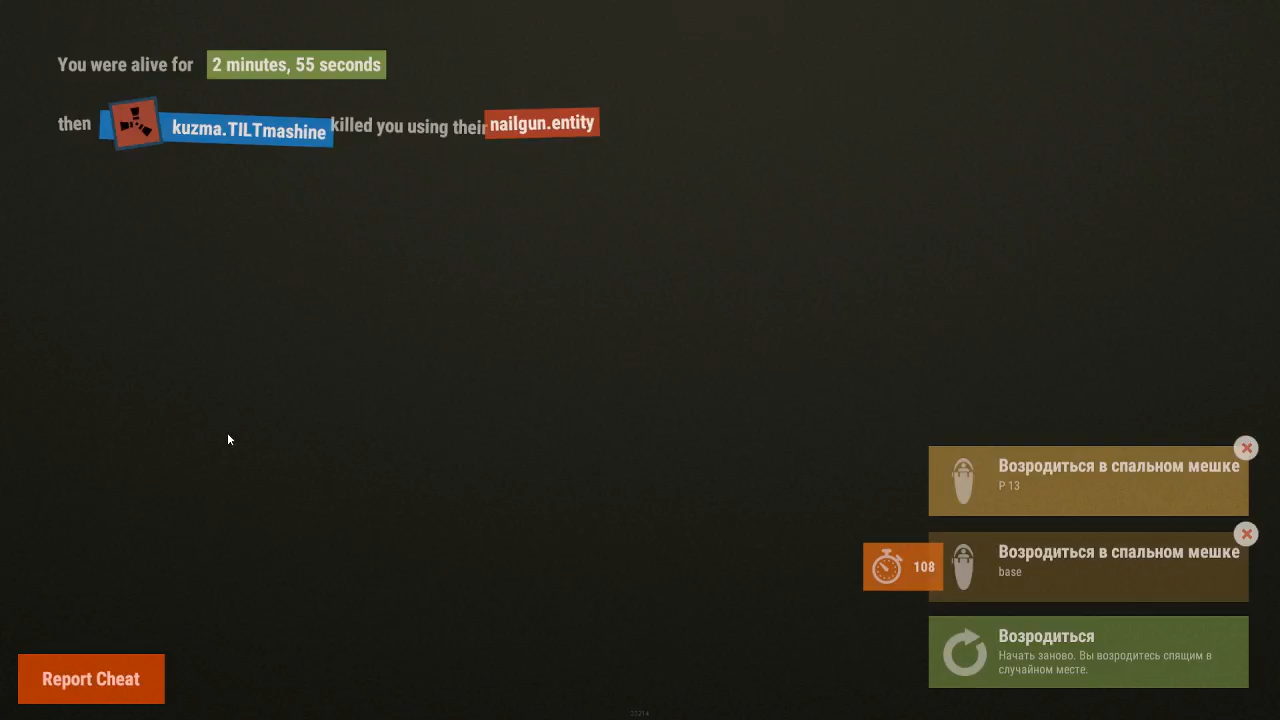 You were alive for 2 minutes, 55 seconds
then kuzma.TILTmashine killed you using their nailgun.entity
Возродиться в спальном мешке
P 13
108
Возродиться в спальном мешке
base
Возродиться
Начать заново. Вы возродитесь спящим в
случайном месте.
Report Cheat